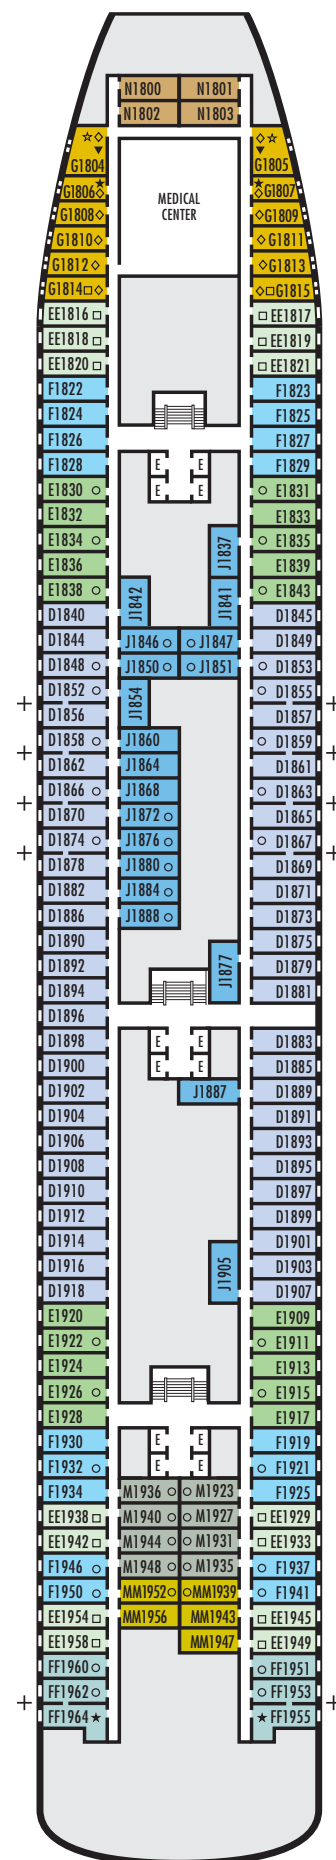 N1800 N1801
N1802 N1803
G1804 G1805
MEDICAL
CENTER
G1806 G1807
G1808 G1809
G1810 G1811
G1812 G1813
G1814 G1815
EE1816 EE1817
EE1818 EE1819
EE1820 EE1821
F1822 F1823
F1824 F1825
F1826 F1827
F1828 E E F1829
E1830 E E E1831
E1832 E1833
E1834 J1837 E1835
E1836 E1839
E1838 J1842 J1841 E1843
D1840 D1845
D1844 J1846 J1847 D1849
D1848 J1850 J1851 D1853
D1852 J1854 D1855
D1856 D1857
D1858 J1860 D1859
D1862 J1864 D1861
D1866 J1868 D1863
D1870 J1872 D1865
D1874 J1876 D1867
D1878 J1880 D1869
D1882 J1884 D1871
D1886 J1888 D1873
D1890 D1875
D1892 J1877 D1879
D1894 D1881
D1896
D1898 E E D1883
D1900 E E D1885
D1902 J1887 D1889
D1904 D1891
D1906 D1893
D1908 D1895
D1910 D1897
D1912 D1899
D1914 D1901
D1916 J1905 D1903
D1918 D1907
E1920 E1909
E1922 E1911
E1924 E1913
E1926 E1915
E1928 E1917
F1930 E E F1919
F1932 E E F1921
F1934 M1936 M1923 F1925
EE1938 M1940 M1927 EE1929
EE1942 M1944 M1931 EE1933
F1946 M1948 M1935 F1937
F1950 MM1952 MM1939 F1941
EE1954 MM1956 MM1943 EE1945
EE1958 MM1947 EE1949
FF1960 FF1951
FF1962 FF1953
FF1964 FF1955